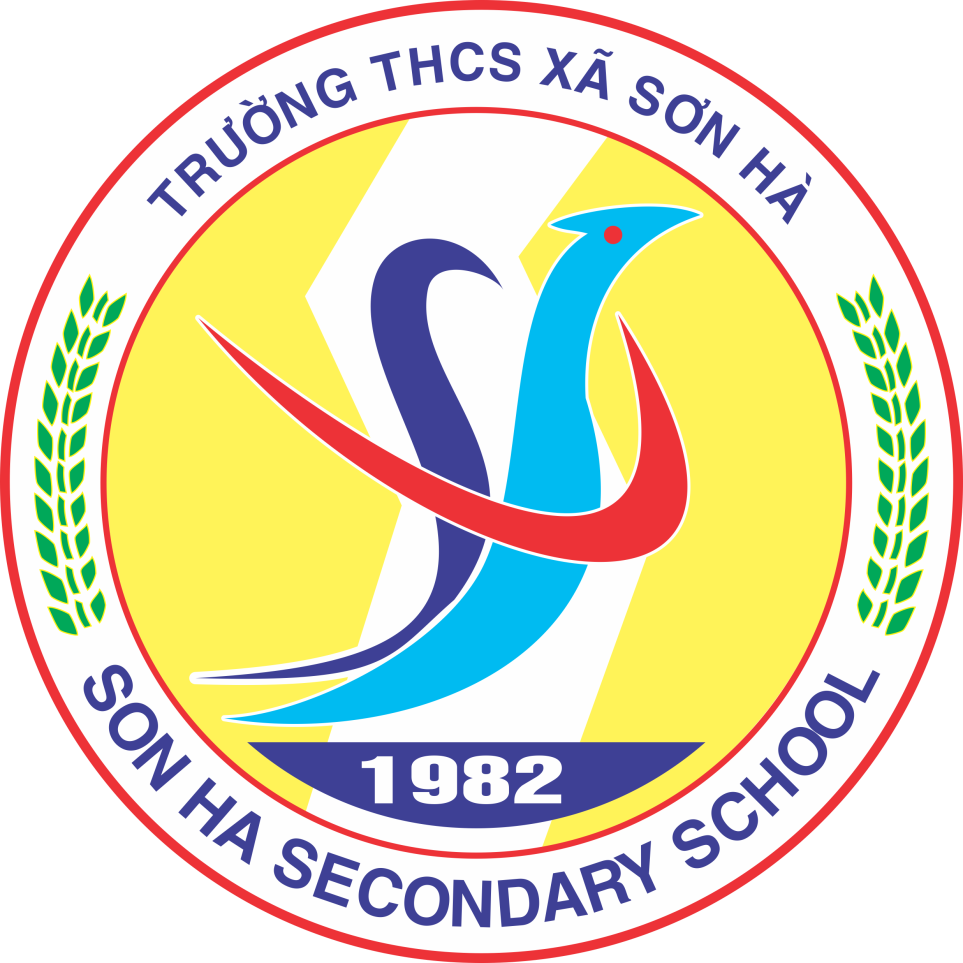 TRƯỜNG THCS XÃ SƠN HÀ
1982
SON HA SECONDARY SCHOOL